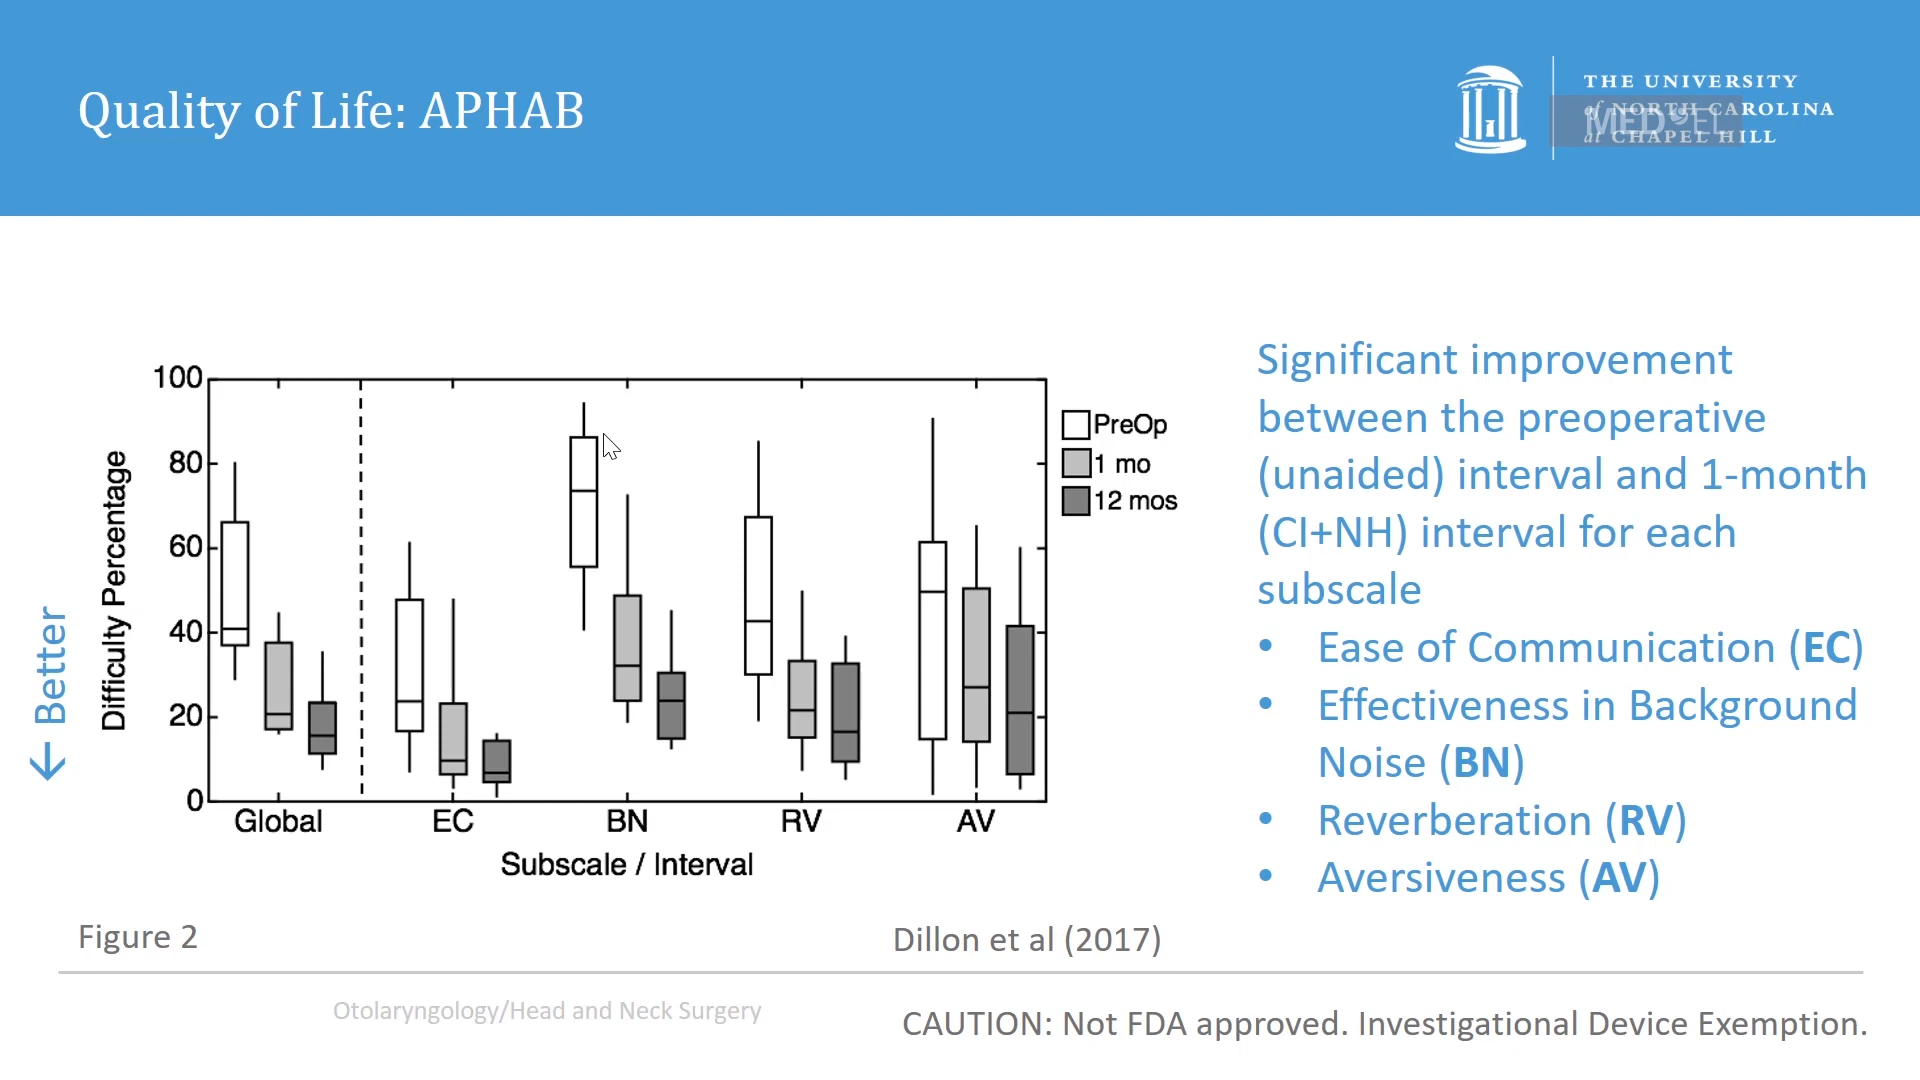 Quality of Life: APHAB
THE UNIVERSITY
of NORTH CAROLINA
at CHAPEL HILL
MED-EL
100
80
60
40
20
0
Difficulty Percentage
← Better
PreOp
1 mo
12 mos
Global EC BN RV AV
Subscale / Interval
Significant improvement
between the preoperative
(unaided) interval and 1-month
(CI+NH) interval for each
subscale
• Ease of Communication (EC)
• Effectiveness in Background
Noise (BN)
• Reverberation (RV)
• Aversiveness (AV)
Figure 2
Dillon et al (2017)
Otolaryngology/Head and Neck Surgery
CAUTION: Not FDA approved. Investigational Device Exemption.